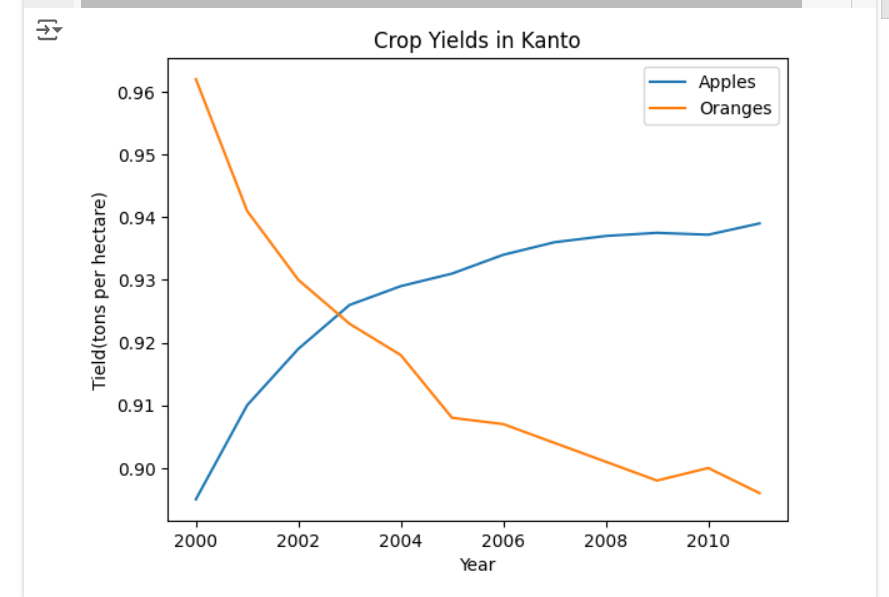 Crop Yields in Kanto
Apples
Oranges
0.96
0.95
0.94
0.93
0.92
0.91
0.90
Tield(tons per hectare)
2000 2002 2004 2006 2008 2010
Year